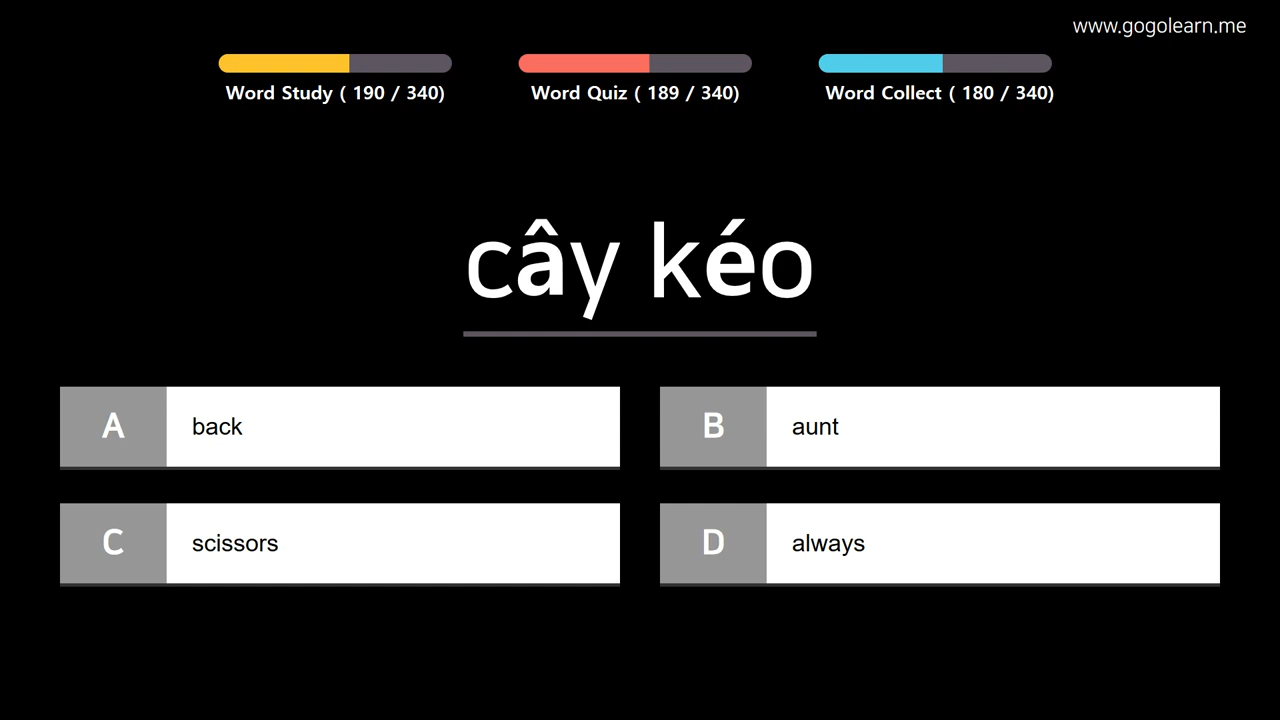 www.gogolearn.me
Word Study ( 190 / 340)
Word Quiz ( 189 / 340)
Word Collect ( 180 / 340)
cây kéo
A back
B aunt
C scissors
D always